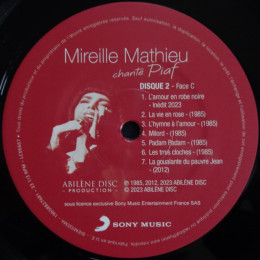 Mireille Mathieu
chante Piaf
DISQUE 2 - Face C
1. L'amour en robe noire
- Inédit 2023
2. La vie en rose - (1985)
3. L'hymne à l'amour - (1985)
4. Milord - (1985)
5. Padam Padam - (1985)
6. Les trois cloches - (1985)
7. La goualante du pauvre Jean
- (2012)
ABILÈNE DISC
- PRODUCTION -
℗ 1985, 2012, 2023 ABILÈNE DISC
© 2023 ABILÈNE DISC
sous licence exclusive Sony Music Entertainment France SAS
SONY MUSIC